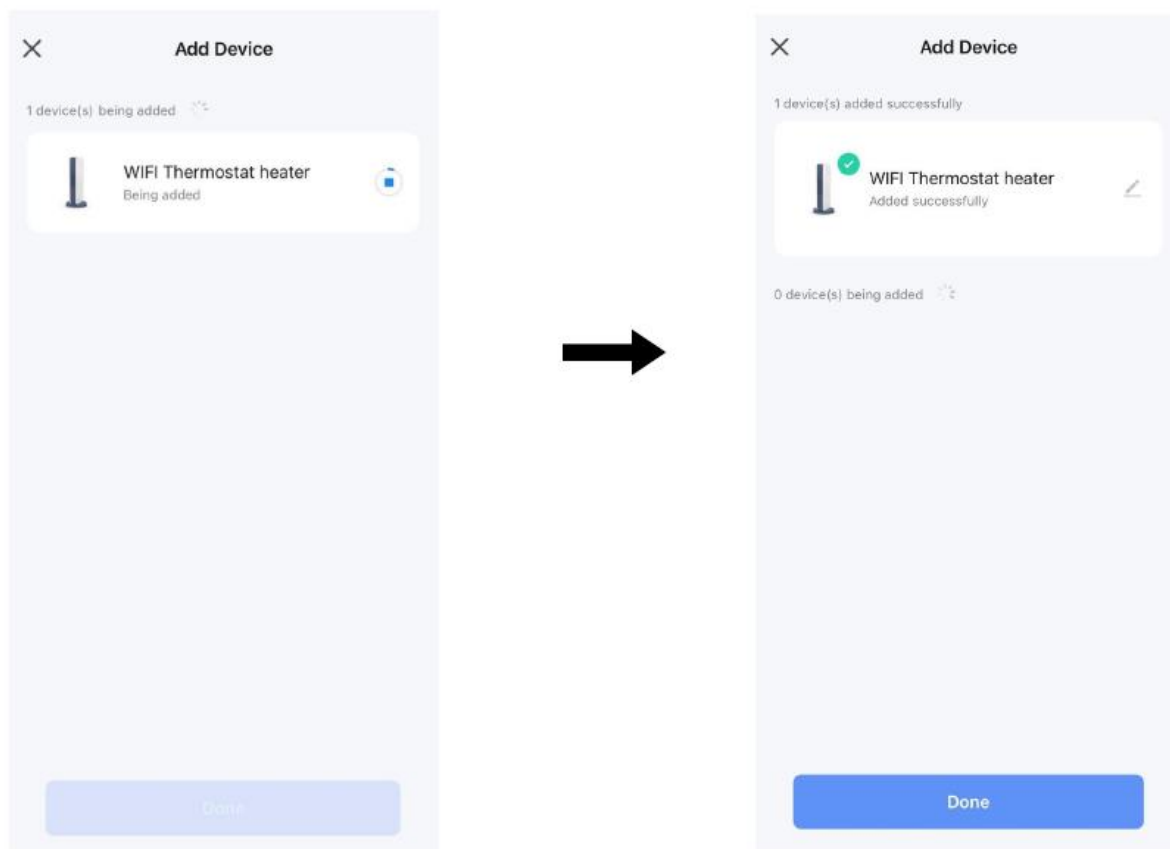 Add Device
1 device(s) being added
WIFI Thermostat heater
Being added
Done
Add Device
1 device(s) added successfully
WIFI Thermostat heater
Added successfully
0 device(s) being added
Done